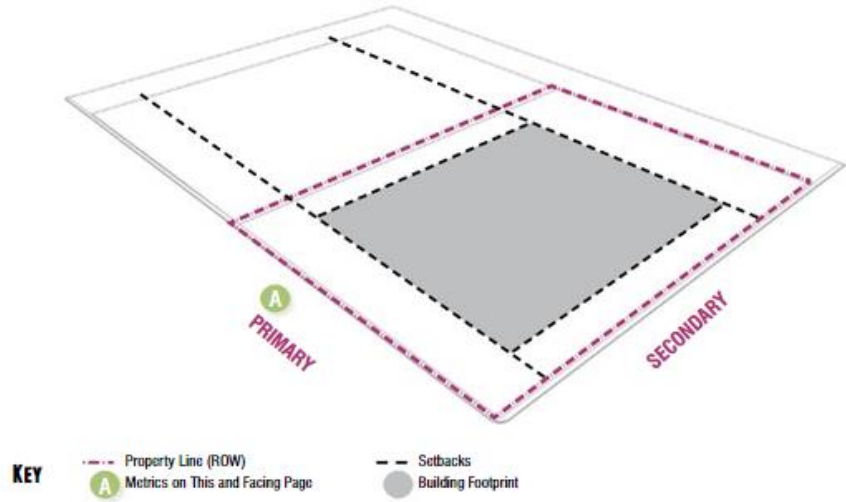 A
PRIMARY
SECONDARY
KEY
Property Line (ROW)
Setbacks
A Metrics on This and Facing Page
Building Footprint